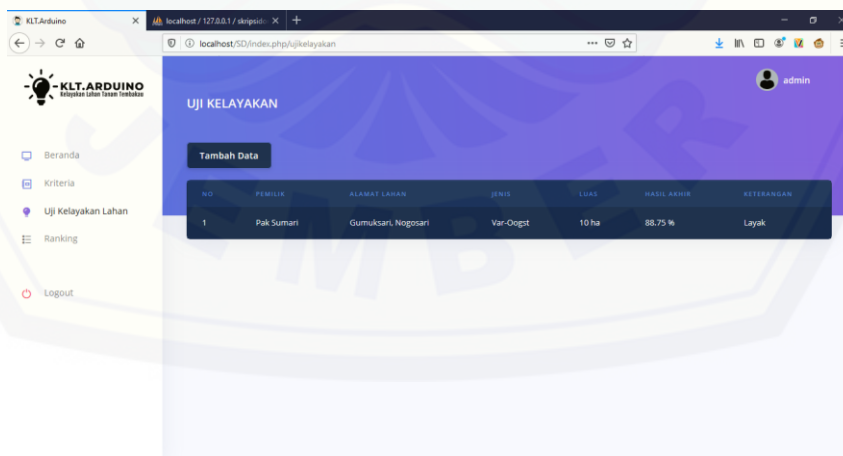 KLT.Arduino
localhost / 127.0.0.1 / skripsido
localhost/SD/index.php/ujikelayakan
KLT.ARDUINO
Kelayakan Lahan Tanam Tembakau
admin
UJI KELAYAKAN
Tambah Data
Beranda
Kriteria
Uji Kelayakan Lahan
Ranking
Logout
NO PEMILIK ALAMAT LAHAN JENIS LUAS HASIL AKHIR KETERANGAN
1 Pak Sumari Gumuksari, Nogosari Var-Oogst 10 ha 88.75 % Layak
JEMBER